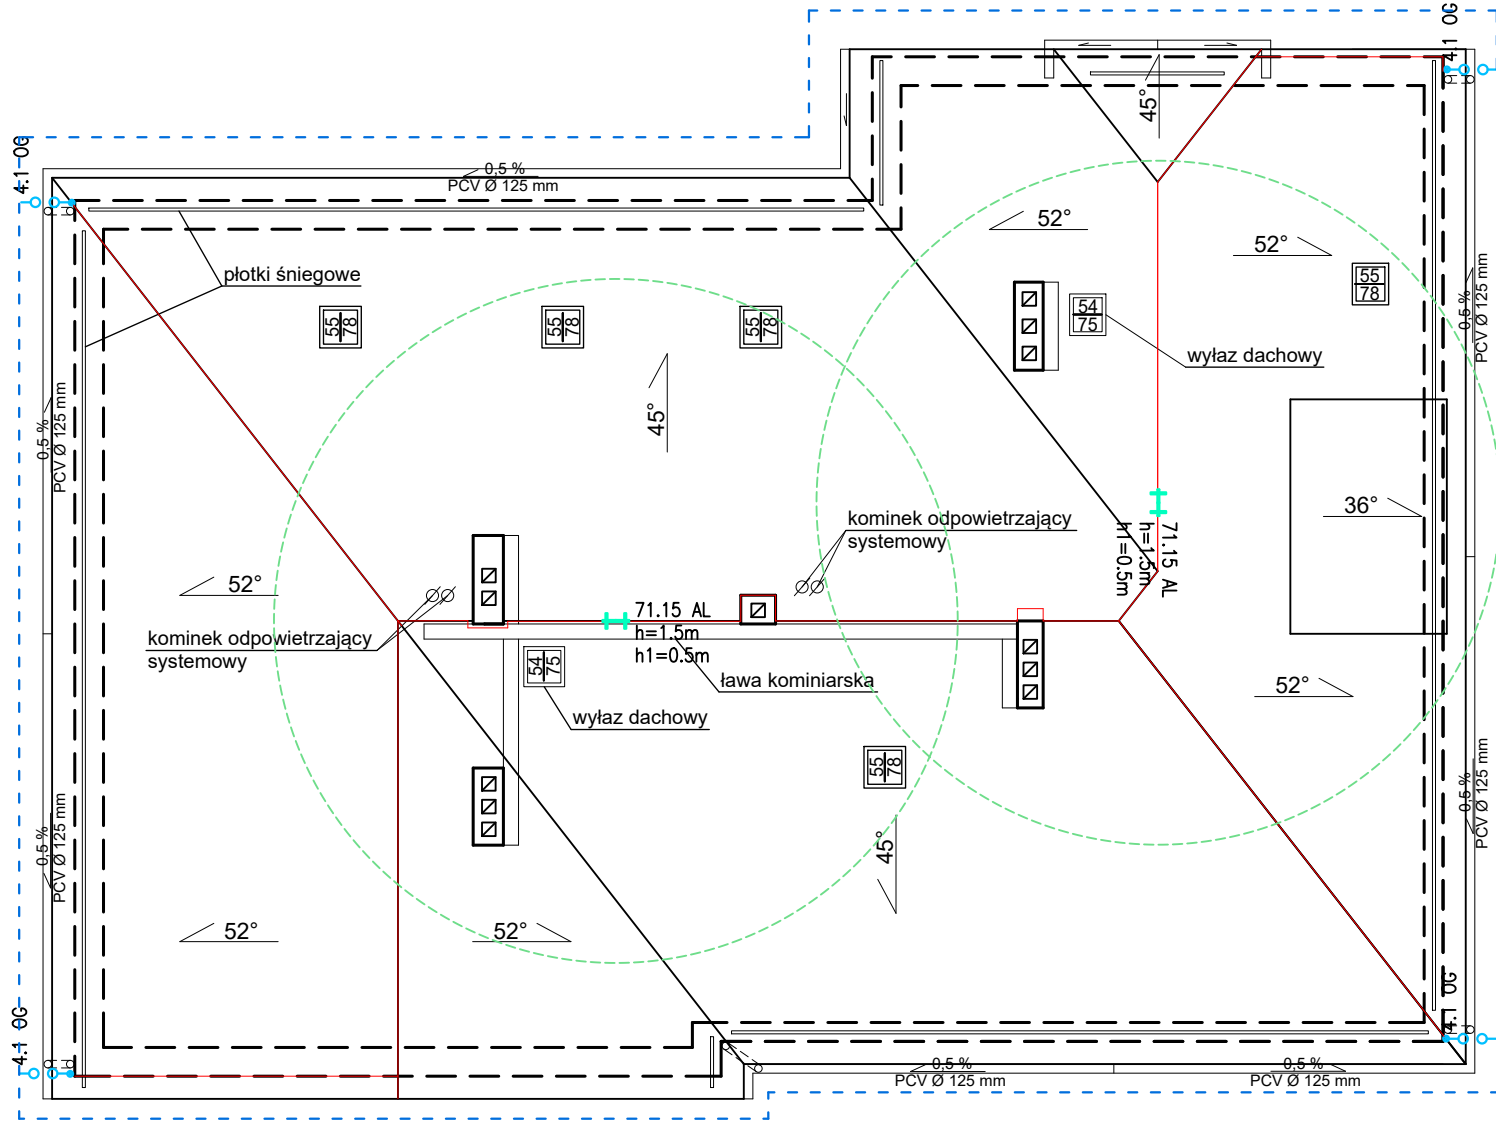 4.1 OG
45°
4.1 OG
0,5 %
PCV Ø 125 mm
52°
52°
płotki śniegowe
55
78
0,5 %
PCV Ø 125 mm
55
78
55
78
55
78
54
75
wyłaz dachowy
45°
0,5 %
PCV Ø 125 mm
36°
kominek odpowietrzający
systemowy
71.15 AL
h=1.5m
h1=0.5m
52°
71.15 AL
h=1.5m
h1=0.5m
kominek odpowietrzający
systemowy
54
75
ława kominiarska
52°
wyłaz dachowy
55
78
0,5 %
PCV Ø 125 mm
45°
0,5 %
PCV Ø 125 mm
52°
52°
4.1 OG
4.1 OG
0,5 %
PCV Ø 125 mm
0,5 %
PCV Ø 125 mm